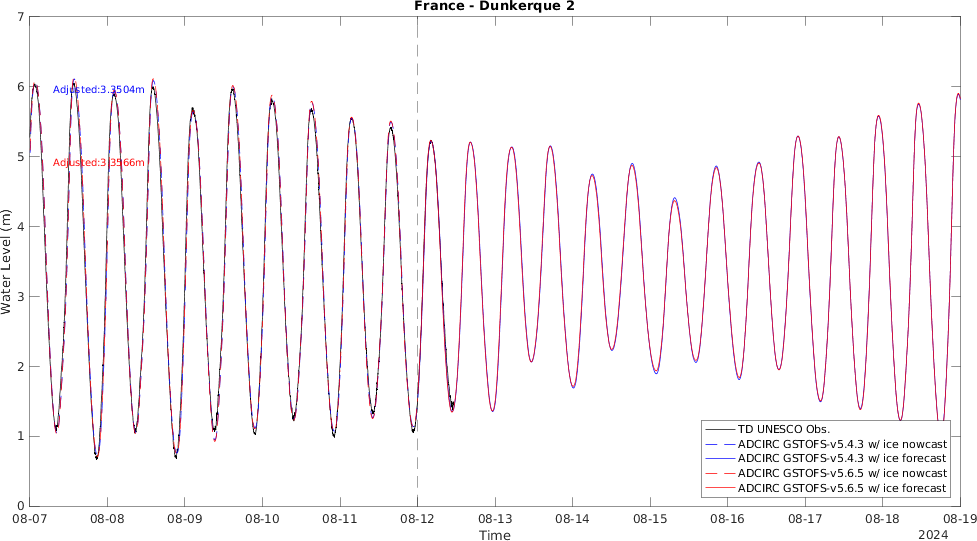 France - Dunkerque 2
7
6
5
4
3
2
1
0
Water Level (m)
Adjusted:3.3504m
Adjusted:3.3566m
TD UNESCO Obs.
ADCIRC GSTOFS-v5.4.3 w/ ice nowcast
ADCIRC GSTOFS-v5.4.3 w/ ice forecast
ADCIRC GSTOFS-v5.6.5 w/ ice nowcast
ADCIRC GSTOFS-v5.6.5 w/ ice forecast
08-07 08-08 08-09 08-10 08-11 08-12 08-13 08-14 08-15 08-16 08-17 08-18 08-19
Time
2024